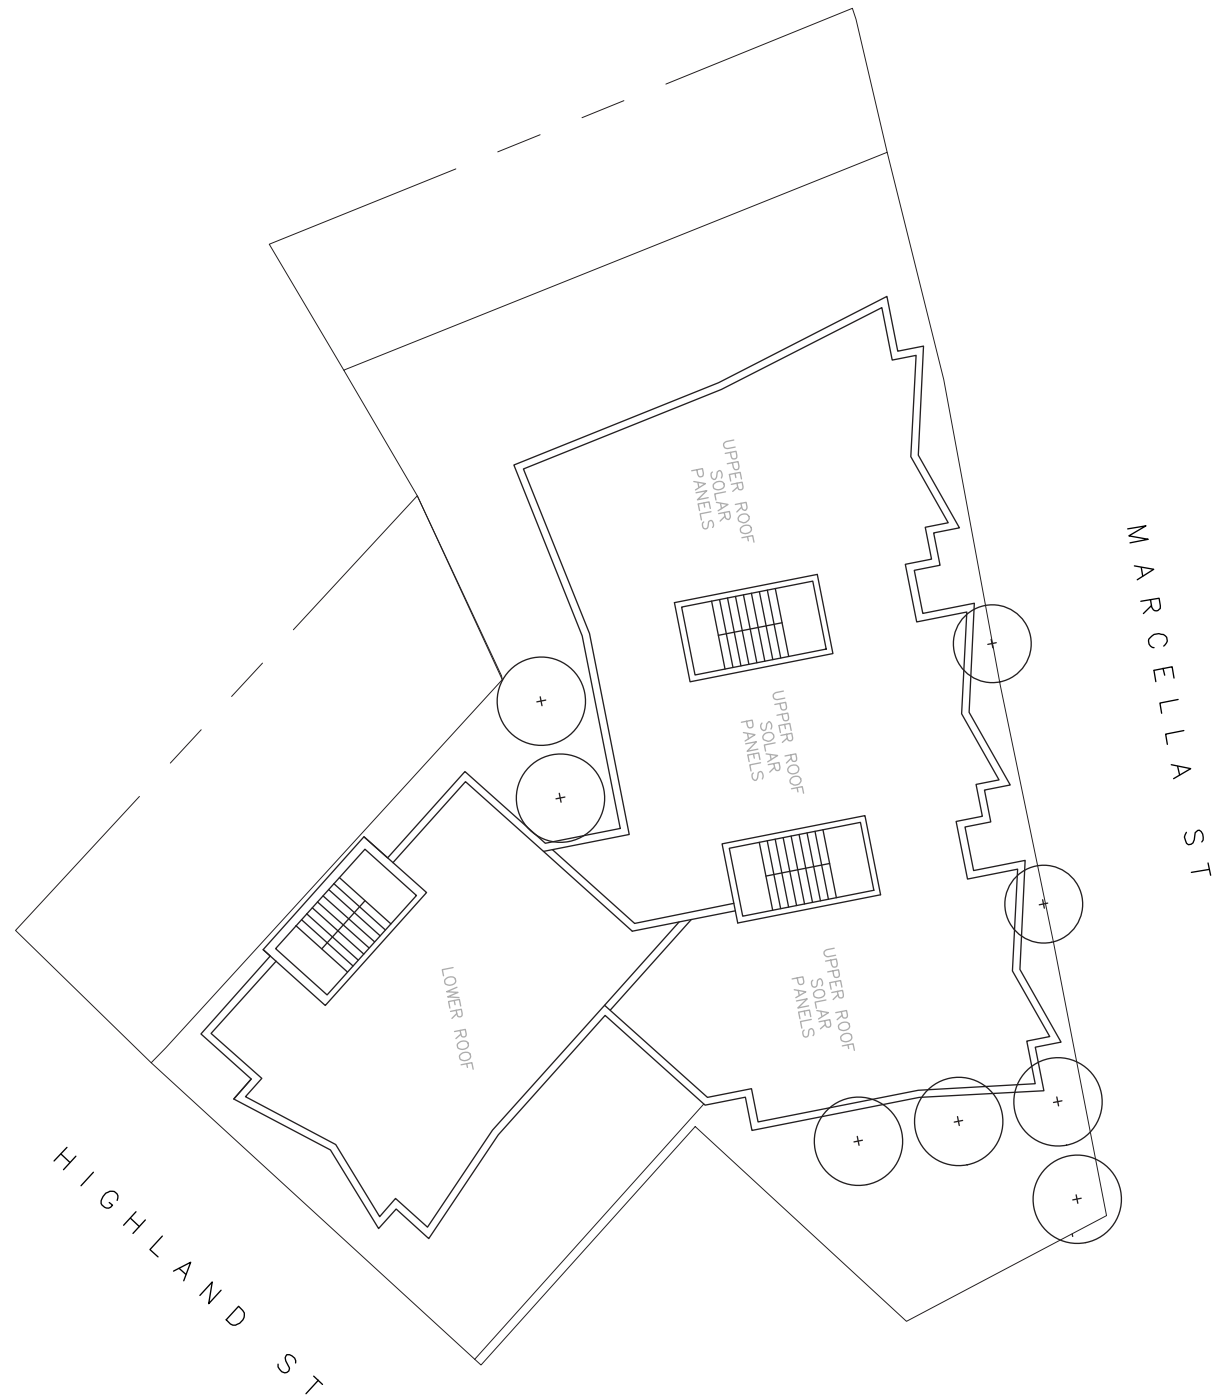 UPPER ROOF
SOLAR
PANELS
MARCELLA ST
UPPER ROOF
SOLAR
PANELS
UPPER ROOF
SOLAR
PANELS
LOWER ROOF
HIGHLAND ST